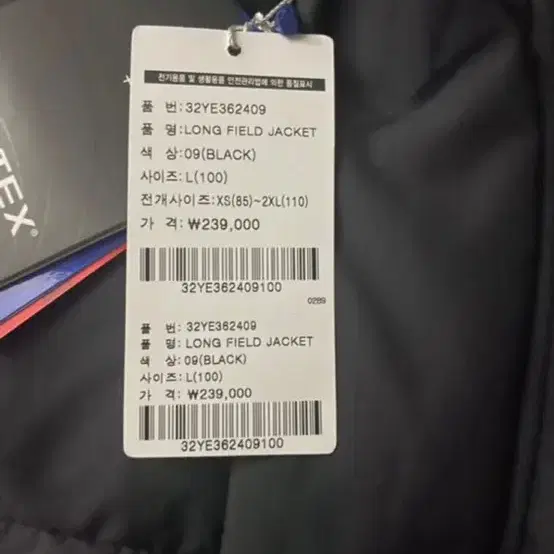 전기용품 및 생활용품 안전관리법에 의한 품질표시
품 번: 32YE362409
품 명: LONG FIELD JACKET
색 상: 09(BLACK)
사이즈: L(100)
전개사이즈: XS(85)~2XL(110)
가 격: ₩239,000
32YE362409100
0289
품 번: 32YE362409
품 명: LONG FIELD JACKET
색 상: 09(BLACK)
사이즈: L(100)
가 격: ₩239,000
32YE362409100
TEX®